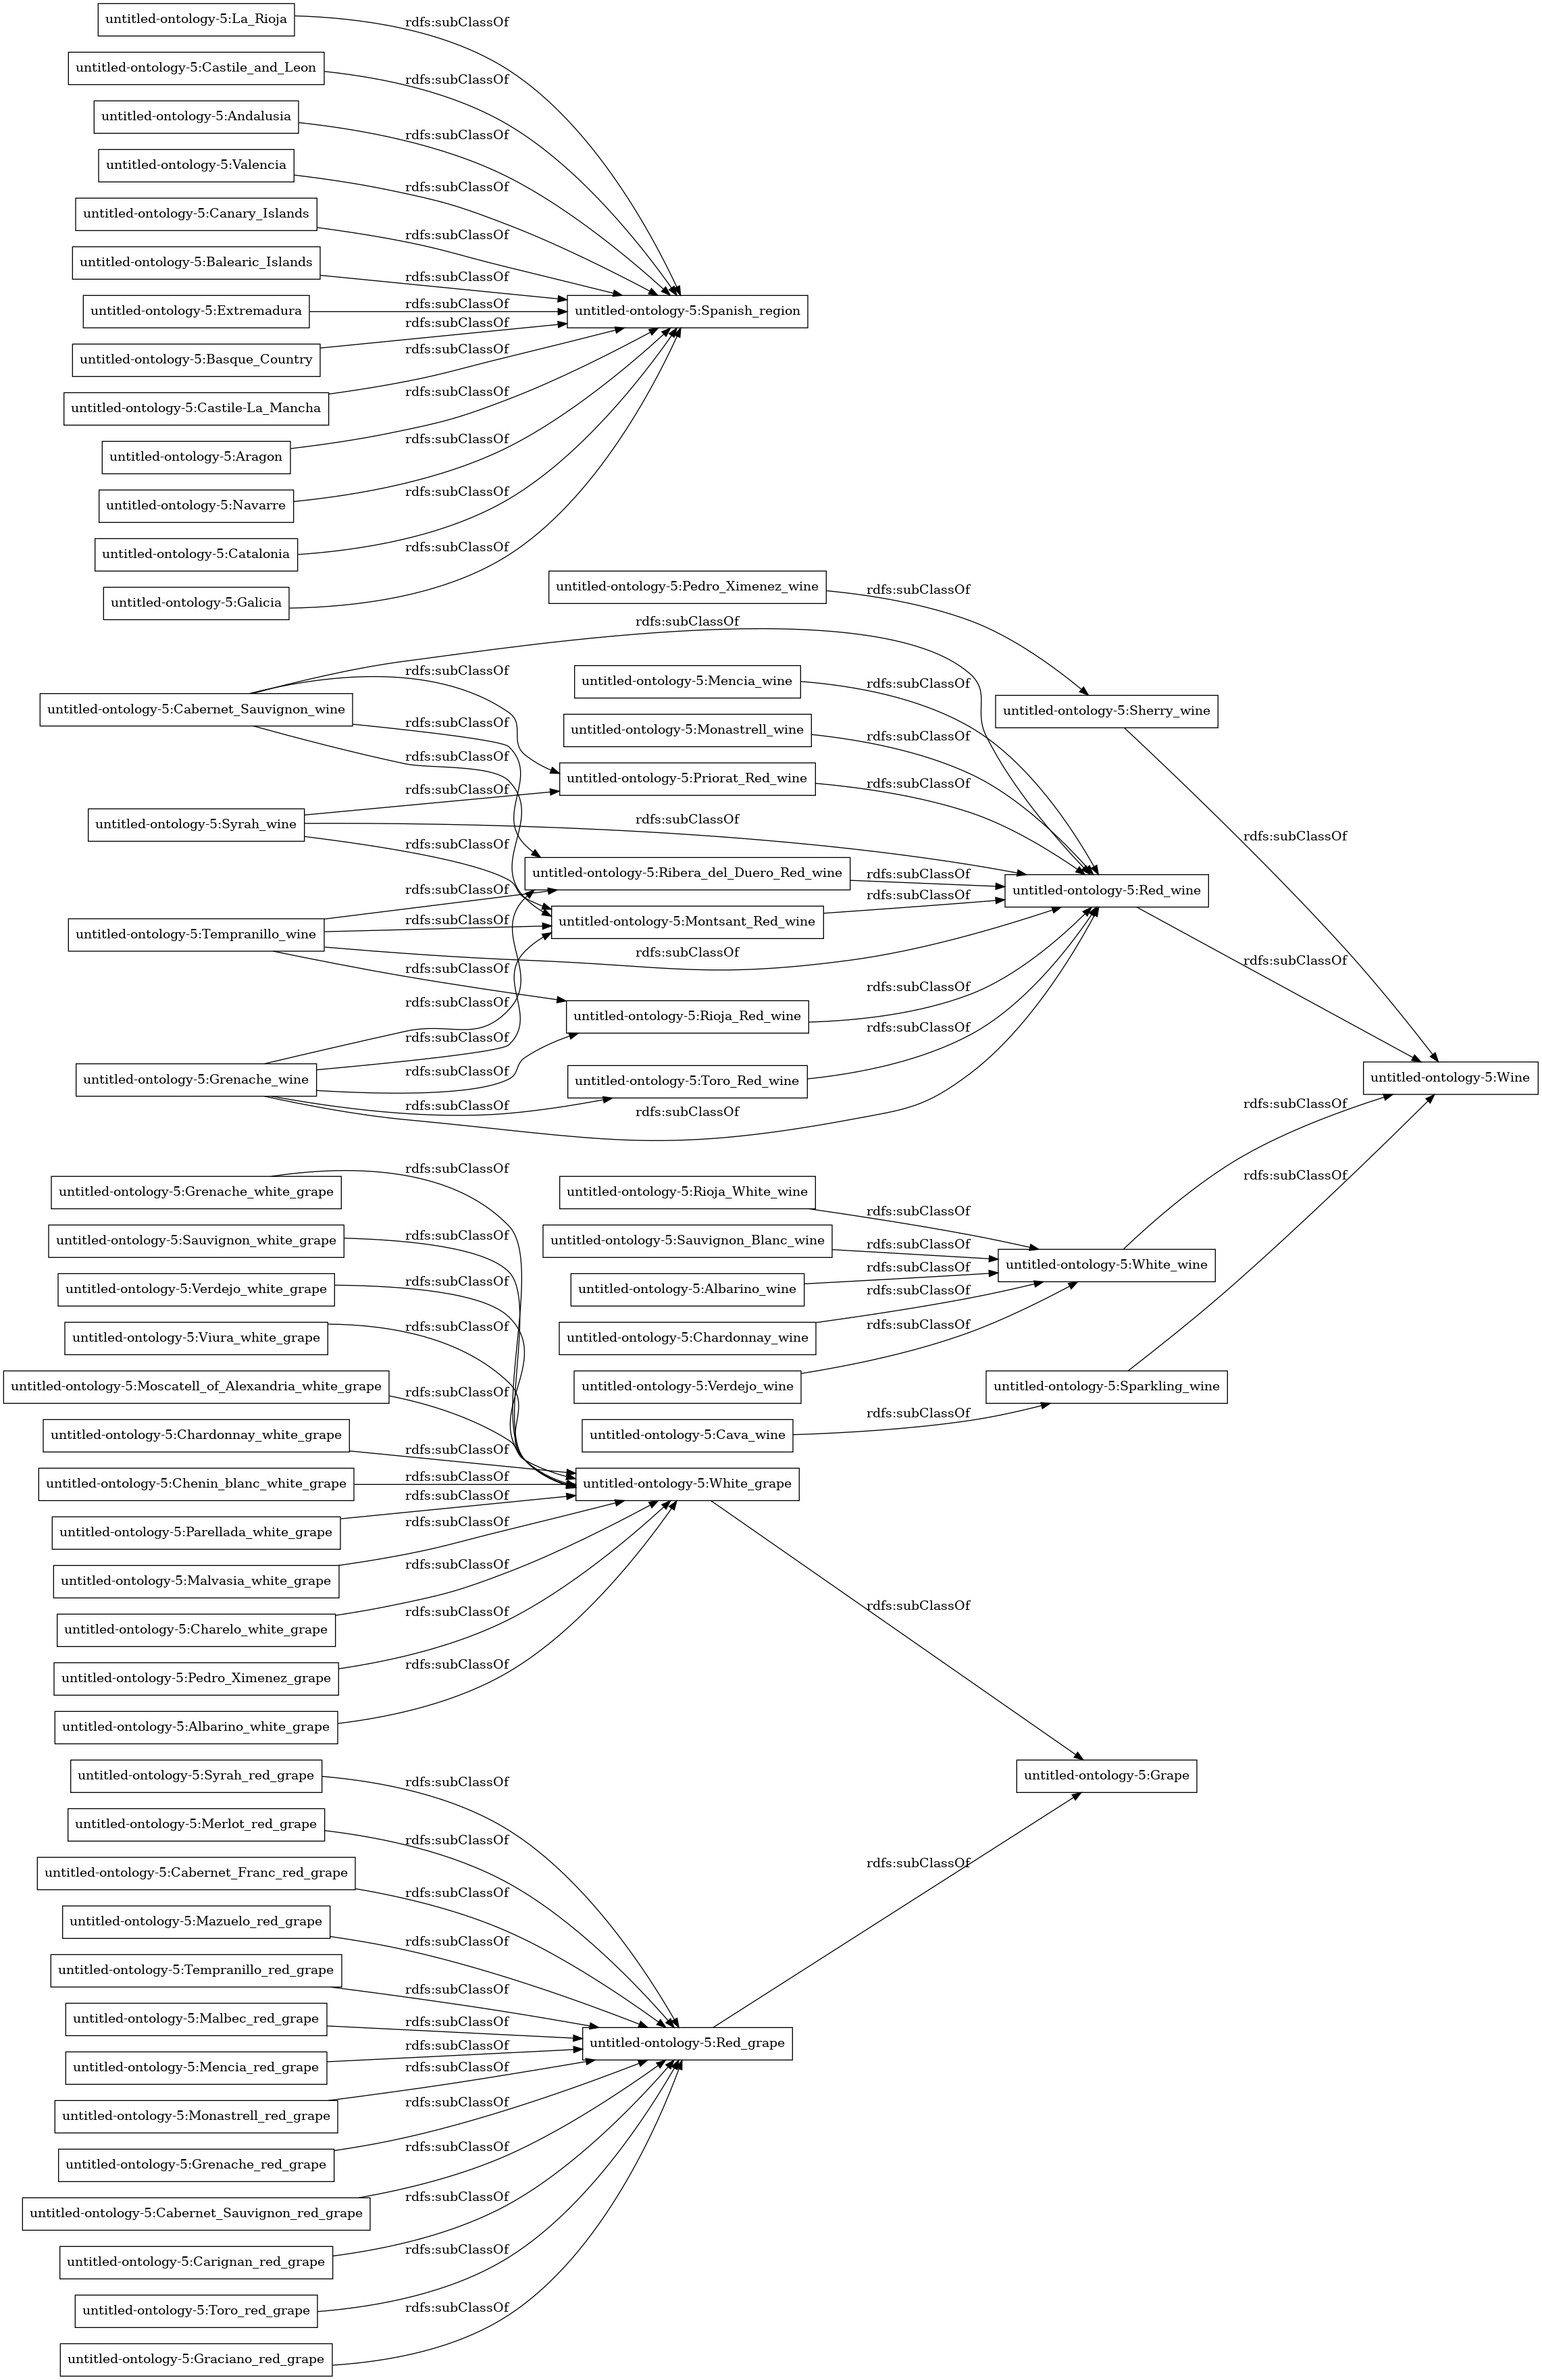 untitled-ontology-5:La_Rioja
rdfs:subClassOf
untitled-ontology-5:Castile_and_Leon
rdfs:subClassOf
untitled-ontology-5:Andalusia
rdfs:subClassOf
untitled-ontology-5:Valencia
rdfs:subClassOf
untitled-ontology-5:Canary_Islands
rdfs:subClassOf
untitled-ontology-5:Balearic_Islands
rdfs:subClassOf
untitled-ontology-5:Extremadura
rdfs:subClassOf
untitled-ontology-5:Spanish_region
untitled-ontology-5:Basque_Country
rdfs:subClassOf
untitled-ontology-5:Castile-La_Mancha
rdfs:subClassOf
untitled-ontology-5:Aragon
rdfs:subClassOf
untitled-ontology-5:Navarre
rdfs:subClassOf
untitled-ontology-5:Catalonia
rdfs:subClassOf
untitled-ontology-5:Galicia
rdfs:subClassOf
untitled-ontology-5:Pedro_Ximenez_wine
rdfs:subClassOf
rdfs:subClassOf
untitled-ontology-5:Cabernet_Sauvignon_wine
rdfs:subClassOf
rdfs:subClassOf
rdfs:subClassOf
untitled-ontology-5:Mencia_wine
rdfs:subClassOf
untitled-ontology-5:Sherry_wine
untitled-ontology-5:Monastrell_wine
rdfs:subClassOf
untitled-ontology-5:Priorat_Red_wine
rdfs:subClassOf
rdfs:subClassOf
untitled-ontology-5:Syrah_wine
rdfs:subClassOf
rdfs:subClassOf
rdfs:subClassOf
untitled-ontology-5:Ribera_del_Duero_Red_wine
rdfs:subClassOf
untitled-ontology-5:Red_wine
rdfs:subClassOf
untitled-ontology-5:Montsant_Red_wine
rdfs:subClassOf
untitled-ontology-5:Tempranillo_wine
rdfs:subClassOf
rdfs:subClassOf
rdfs:subClassOf
rdfs:subClassOf
rdfs:subClassOf
rdfs:subClassOf
untitled-ontology-5:Rioja_Red_wine
rdfs:subClassOf
rdfs:subClassOf
rdfs:subClassOf
untitled-ontology-5:Grenache_wine
rdfs:subClassOf
untitled-ontology-5:Toro_Red_wine
untitled-ontology-5:Wine
rdfs:subClassOf
rdfs:subClassOf
rdfs:subClassOf
rdfs:subClassOf
rdfs:subClassOf
untitled-ontology-5:Grenache_white_grape
untitled-ontology-5:Rioja_White_wine
rdfs:subClassOf
untitled-ontology-5:Sauvignon_white_grape
rdfs:subClassOf
untitled-ontology-5:Sauvignon_Blanc_wine
rdfs:subClassOf
untitled-ontology-5:White_wine
untitled-ontology-5:Verdejo_white_grape
rdfs:subClassOf
untitled-ontology-5:Albarino_wine
rdfs:subClassOf
untitled-ontology-5:Viura_white_grape
rdfs:subClassOf
untitled-ontology-5:Chardonnay_wine
rdfs:subClassOf
untitled-ontology-5:Moscatell_of_Alexandria_white_grape
rdfs:subClassOf
untitled-ontology-5:Verdejo_wine
rdfs:subClassOf
untitled-ontology-5:Sparkling_wine
untitled-ontology-5:Chardonnay_white_grape
rdfs:subClassOf
untitled-ontology-5:Cava_wine
rdfs:subClassOf
untitled-ontology-5:Chenin_blanc_white_grape
rdfs:subClassOf
untitled-ontology-5:White_grape
untitled-ontology-5:Parellada_white_grape
rdfs:subClassOf
untitled-ontology-5:Malvasia_white_grape
rdfs:subClassOf
untitled-ontology-5:Charelo_white_grape
rdfs:subClassOf
rdfs:subClassOf
untitled-ontology-5:Pedro_Ximenez_grape
rdfs:subClassOf
untitled-ontology-5:Albarino_white_grape
untitled-ontology-5:Syrah_red_grape
rdfs:subClassOf
untitled-ontology-5:Grape
untitled-ontology-5:Merlot_red_grape
rdfs:subClassOf
untitled-ontology-5:Cabernet_Franc_red_grape
rdfs:subClassOf
rdfs:subClassOf
untitled-ontology-5:Mazuelo_red_grape
rdfs:subClassOf
untitled-ontology-5:Tempranillo_red_grape
rdfs:subClassOf
untitled-ontology-5:Malbec_red_grape
rdfs:subClassOf
untitled-ontology-5:Red_grape
untitled-ontology-5:Mencia_red_grape
rdfs:subClassOf
untitled-ontology-5:Monastrell_red_grape
rdfs:subClassOf
untitled-ontology-5:Grenache_red_grape
rdfs:subClassOf
untitled-ontology-5:Cabernet_Sauvignon_red_grape
rdfs:subClassOf
untitled-ontology-5:Carignan_red_grape
rdfs:subClassOf
untitled-ontology-5:Toro_red_grape
rdfs:subClassOf
untitled-ontology-5:Graciano_red_grape
rdfs:subClassOf